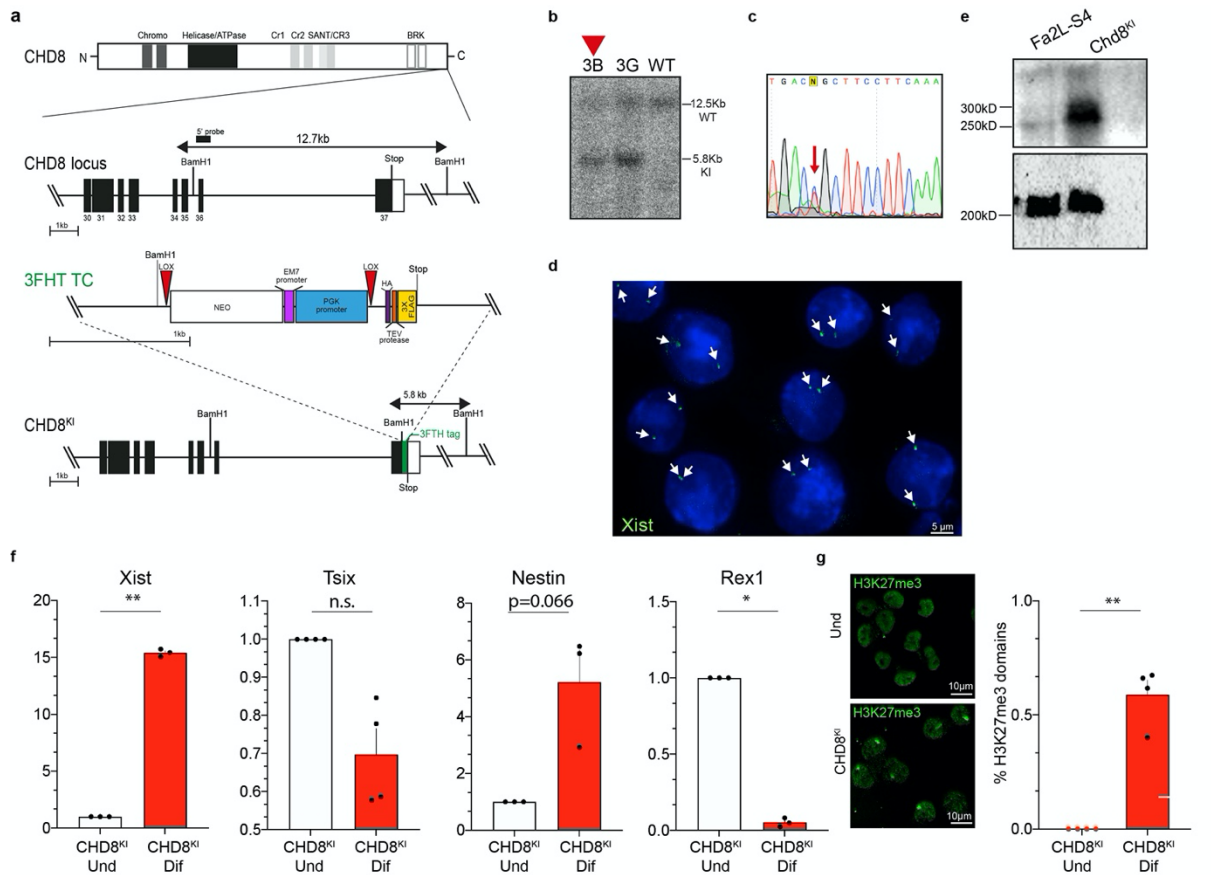 a
Chromo Helicase/ATPase Cr1 Cr2 SANT/CR3 BRK
CHD8 N C
5' probe 12.7kb
CHD8 locus BamH1 Stop BamH1
30 31 32 33 34 35 36 37
1kb
3FHT TC
BamH1 LOX EM7 promoter LOX HA Stop
NEO PGK promoter 3X FLAG
TEV protease
1kb
5.8 kb
CHD8KI BamH1 BamH1 BamH1
3FTH tag
1kb Stop
b
3B 3G WT
12.5Kb
WT
5.8Kb
KI
c
T G A C N G C T T C C T T C A A A
d
Xist
5 µm
e
Fa2L-S4 Chd8KI
300kD
250kD
200kD
f
Xist
**
20
15
10
5
0
CHD8KI CHD8KI
Und Dif
Tsix
n.s.
1.1
1.0
0.9
0.8
0.7
0.6
0.5
CHD8KI CHD8KI
Und Dif
Nestin
p=0.066
8
6
4
2
0
CHD8KI CHD8KI
Und Dif
Rex1
*
1.5
1.0
0.5
0.0
CHD8KI CHD8KI
Und Dif
g
H3K27me3
Und
10µm
H3K27me3
CHD8KI
10µm
% H3K27me3 domains
**
1.0
0.5
0.0
CHD8KI CHD8KI
Und Dif